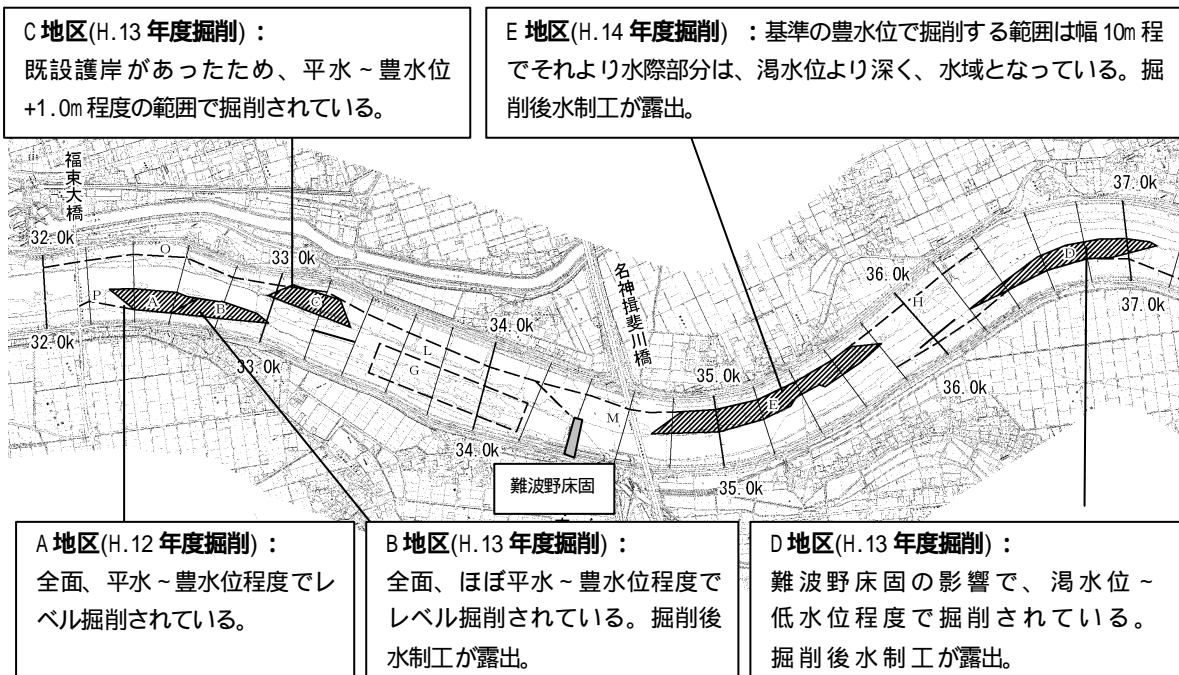 C地区(H.13 年度掘削)：
既設護岸があったため、平水～豊水位
+1.0m程度の範囲で掘削されている。
E地区(H.14 年度掘削) ：基準の豊水位で掘削する範囲は幅10m程
でそれより水際部分は、渇水位より深く、水域となっている。掘
削後水制工が露出。
福東大橋
32.0k
O
33.0k
C
P
A
B
32.0k
33.0k
L
G
34.0k
34.0k
名神揖斐川橋
M
難波野床固
35.0k
E
35.0k
36.0k
H
36.0k
37.0k
D
37.0k
A地区(H.12 年度掘削)：
全面、平水～豊水位程度でレ
ベル掘削されている。
B地区(H.13 年度掘削)：
全面、ほぼ平水～豊水位程度で
レベル掘削されている。掘削後
水制工が露出。
D地区(H.13 年度掘削)：
難波野床固の影響で、渇水位～
低水位程度で掘削されている。
掘削後水制工が露出。